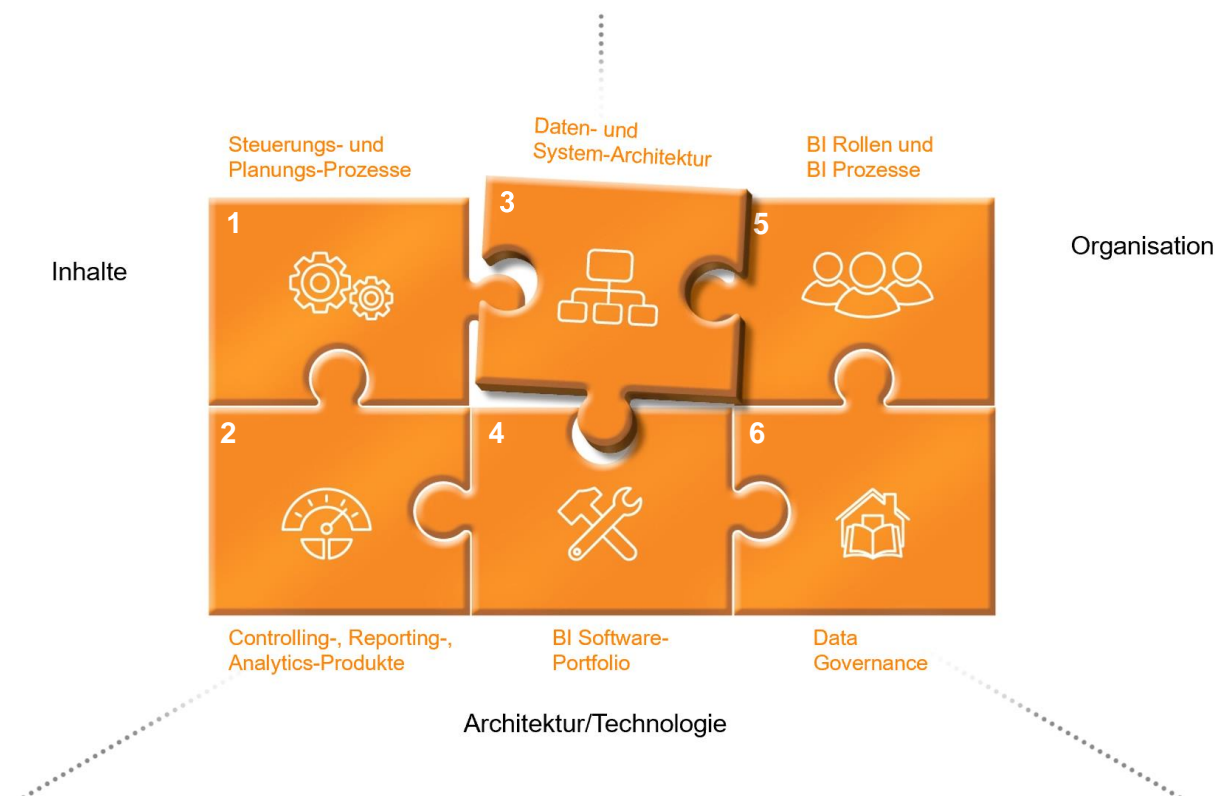 Daten- und
System-Architektur
Steuerungs- und
Planungs-Prozesse
BI Rollen und
BI Prozesse
1
3
5
Inhalte
Organisation
2
4
6
Controlling-, Reporting-,
Analytics-Produkte
BI Software-
Portfolio
Data
Governance
Architektur/Technologie